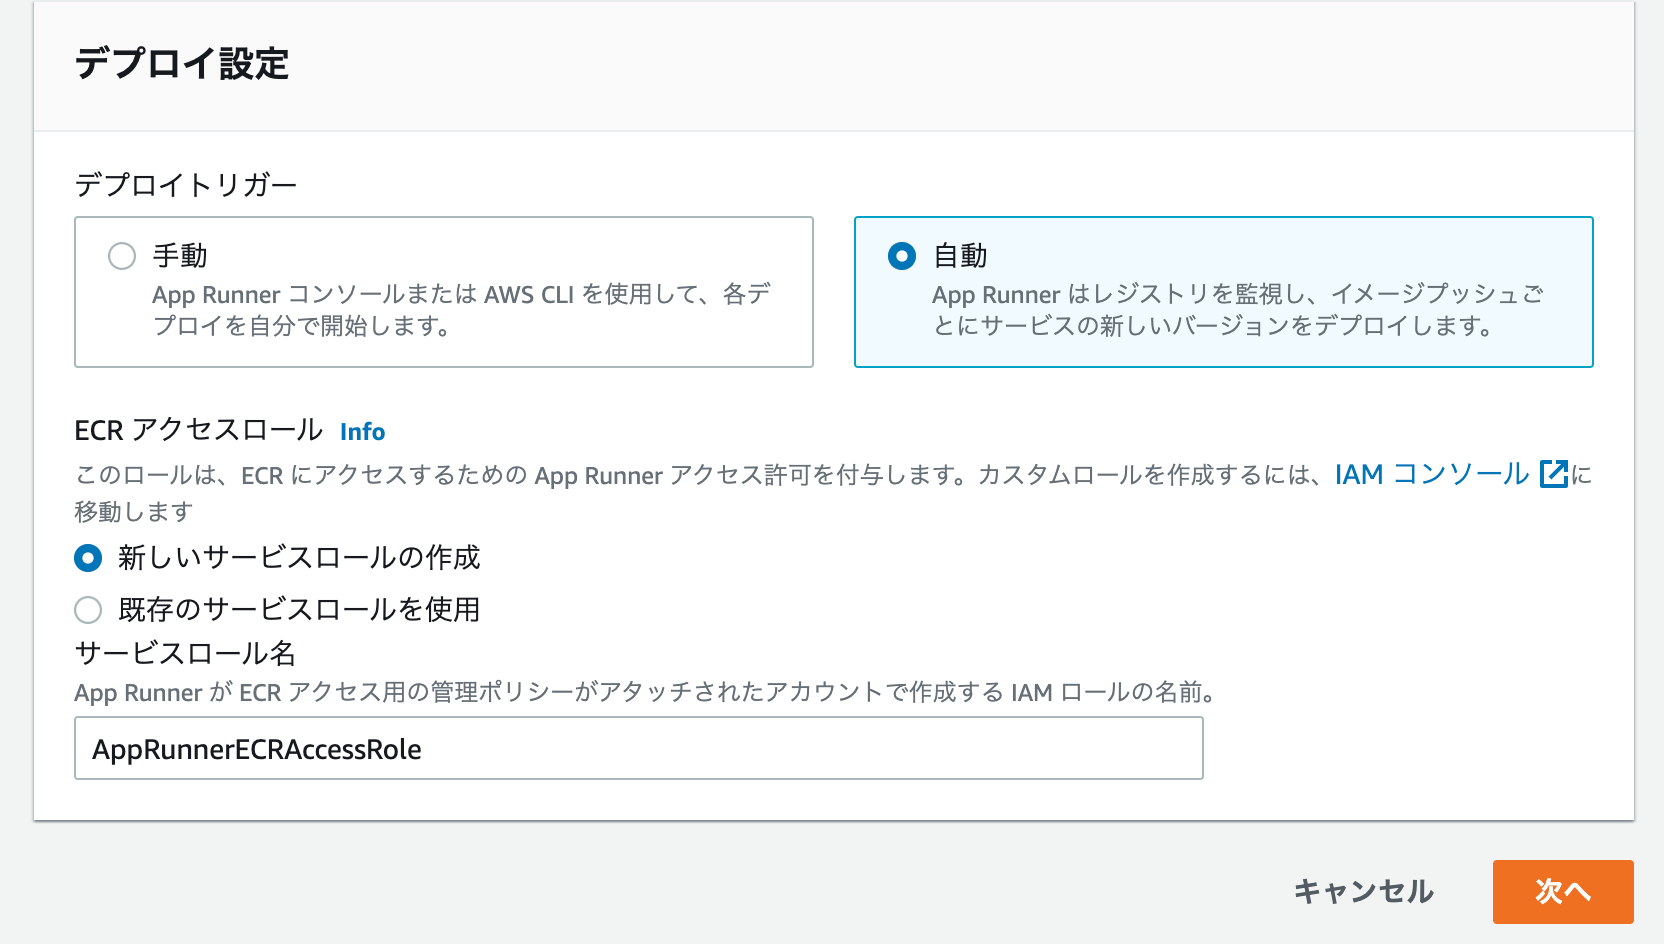 デプロイ設定
デプロイトリガー
手動
App Runner コンソールまたは AWS CLI を使用して、各デ
プロイを自分で開始します。
自動
App Runner はレジストリを監視し、イメージプッシュご
とにサービスの新しいバージョンをデプロイします。
ECR アクセスロール Info
このロールは、ECR にアクセスするための App Runner アクセス許可を付与します。カスタムロールを作成するには、IAM コンソール に
移動します
新しいサービスロールの作成
既存のサービスロールを使用
サービスロール名
App Runner が ECR アクセス用の管理ポリシーがアタッチされたアカウントで作成する IAM ロールの名前。
AppRunnerECRAccessRole
キャンセル
次へ